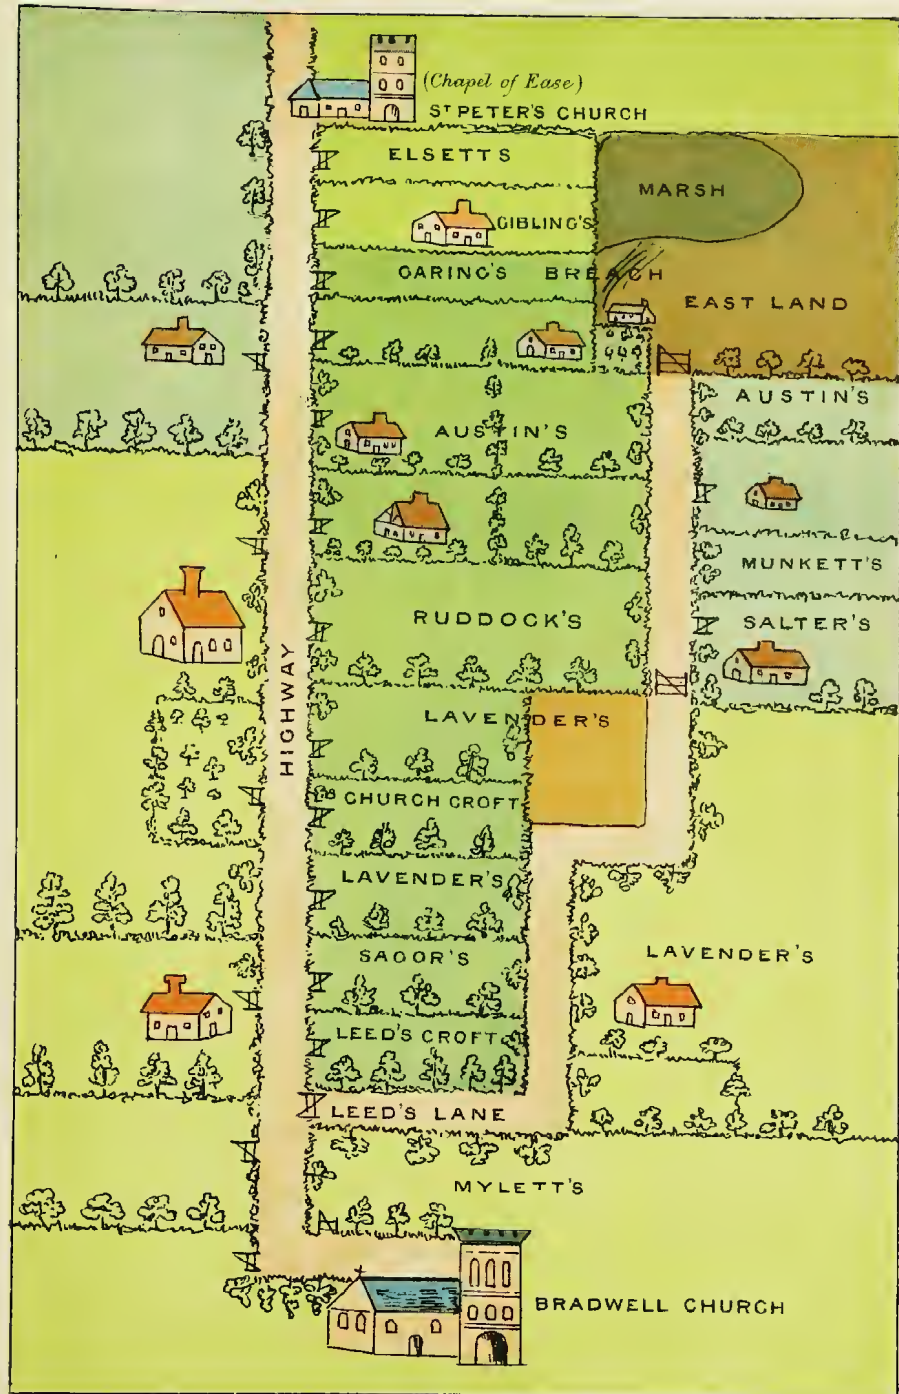 (Chapel of Ease)
ST PETER'S CHURCH
ELSETTS
MARSH
GIBLING'S
CARING'S BREACH
EAST LAND
AUSTIN'S
AUSTIN'S
MUNKETT'S
RUDDOCK'S
SALTER'S
HIGHWAY
LAVENDER'S
CHURCH CROFT
LAVENDER'S
LAVENDER'S
SACOR'S
LEED'S CROFT
LEED'S LANE
MYLETT'S
BRADWELL CHURCH